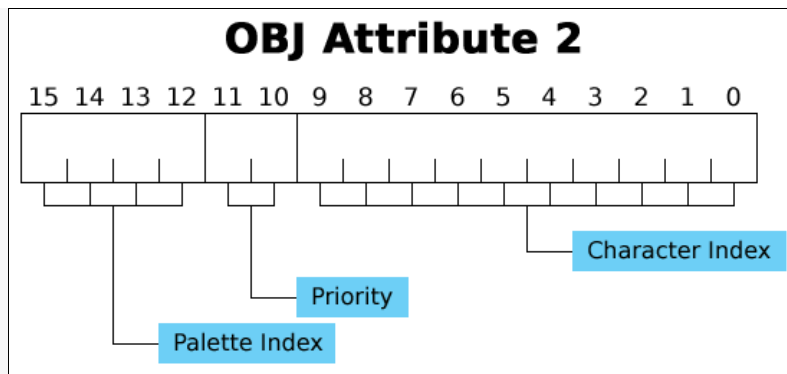 OBJ Attribute 2
15 14 13 12 11 10 9 8 7 6 5 4 3 2 1 0
Character Index
Priority
Palette Index